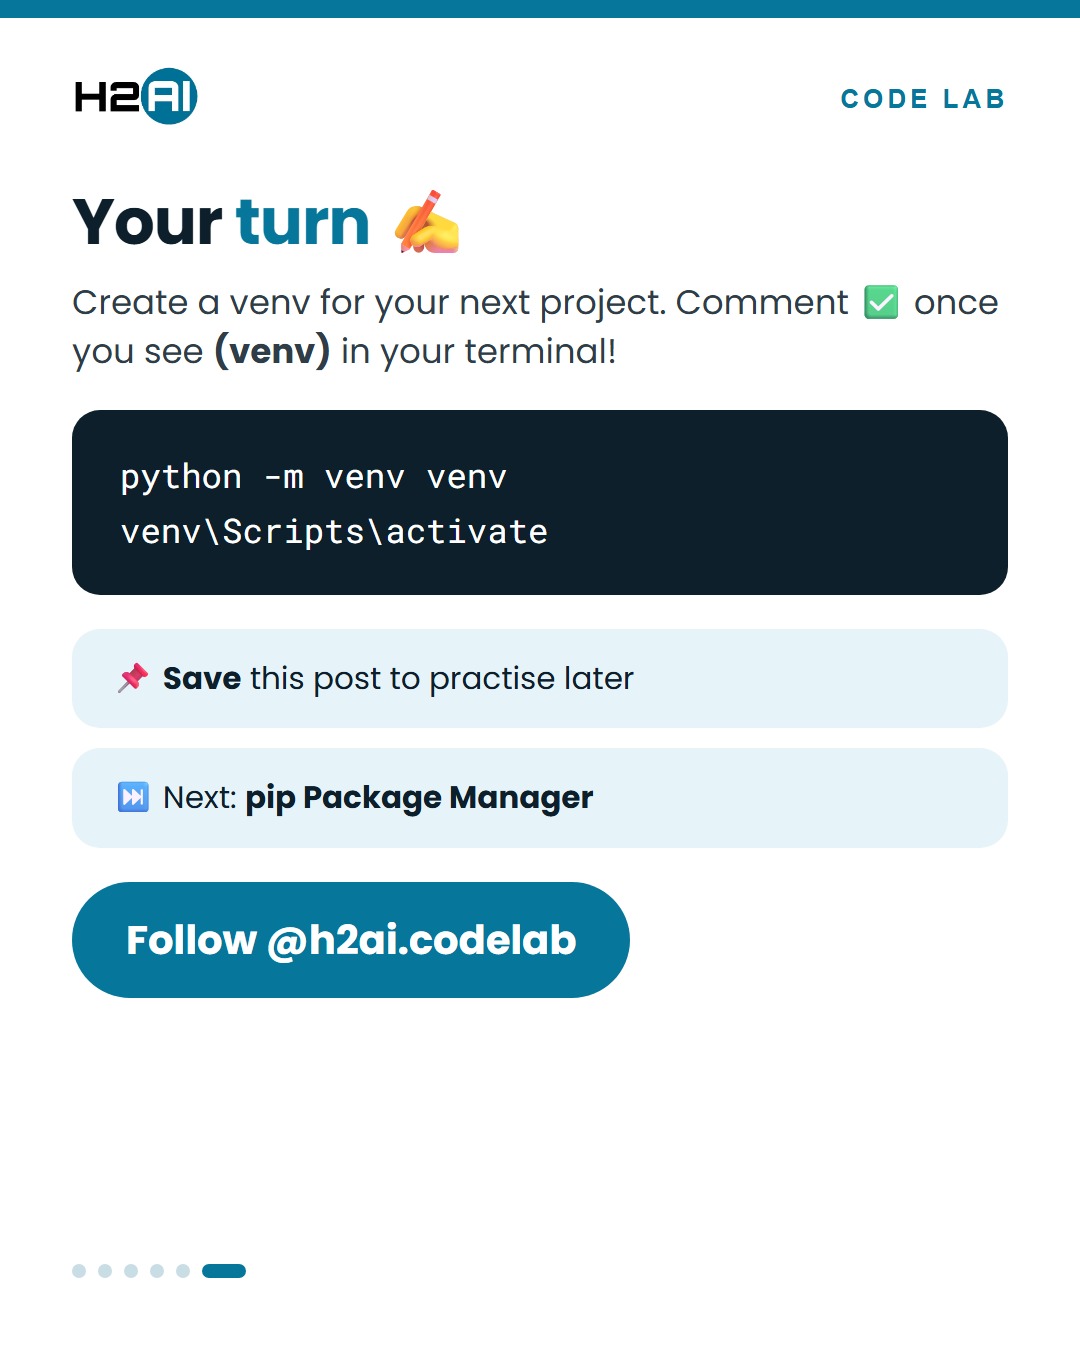 H2AI
CODE LAB
Your turn ✍️
Create a venv for your next project. Comment ✅ once
you see (venv) in your terminal!
python -m venv venv
venv\Scripts\activate
📌 Save this post to practise later
⏭️ Next: pip Package Manager
Follow @h2ai.codelab